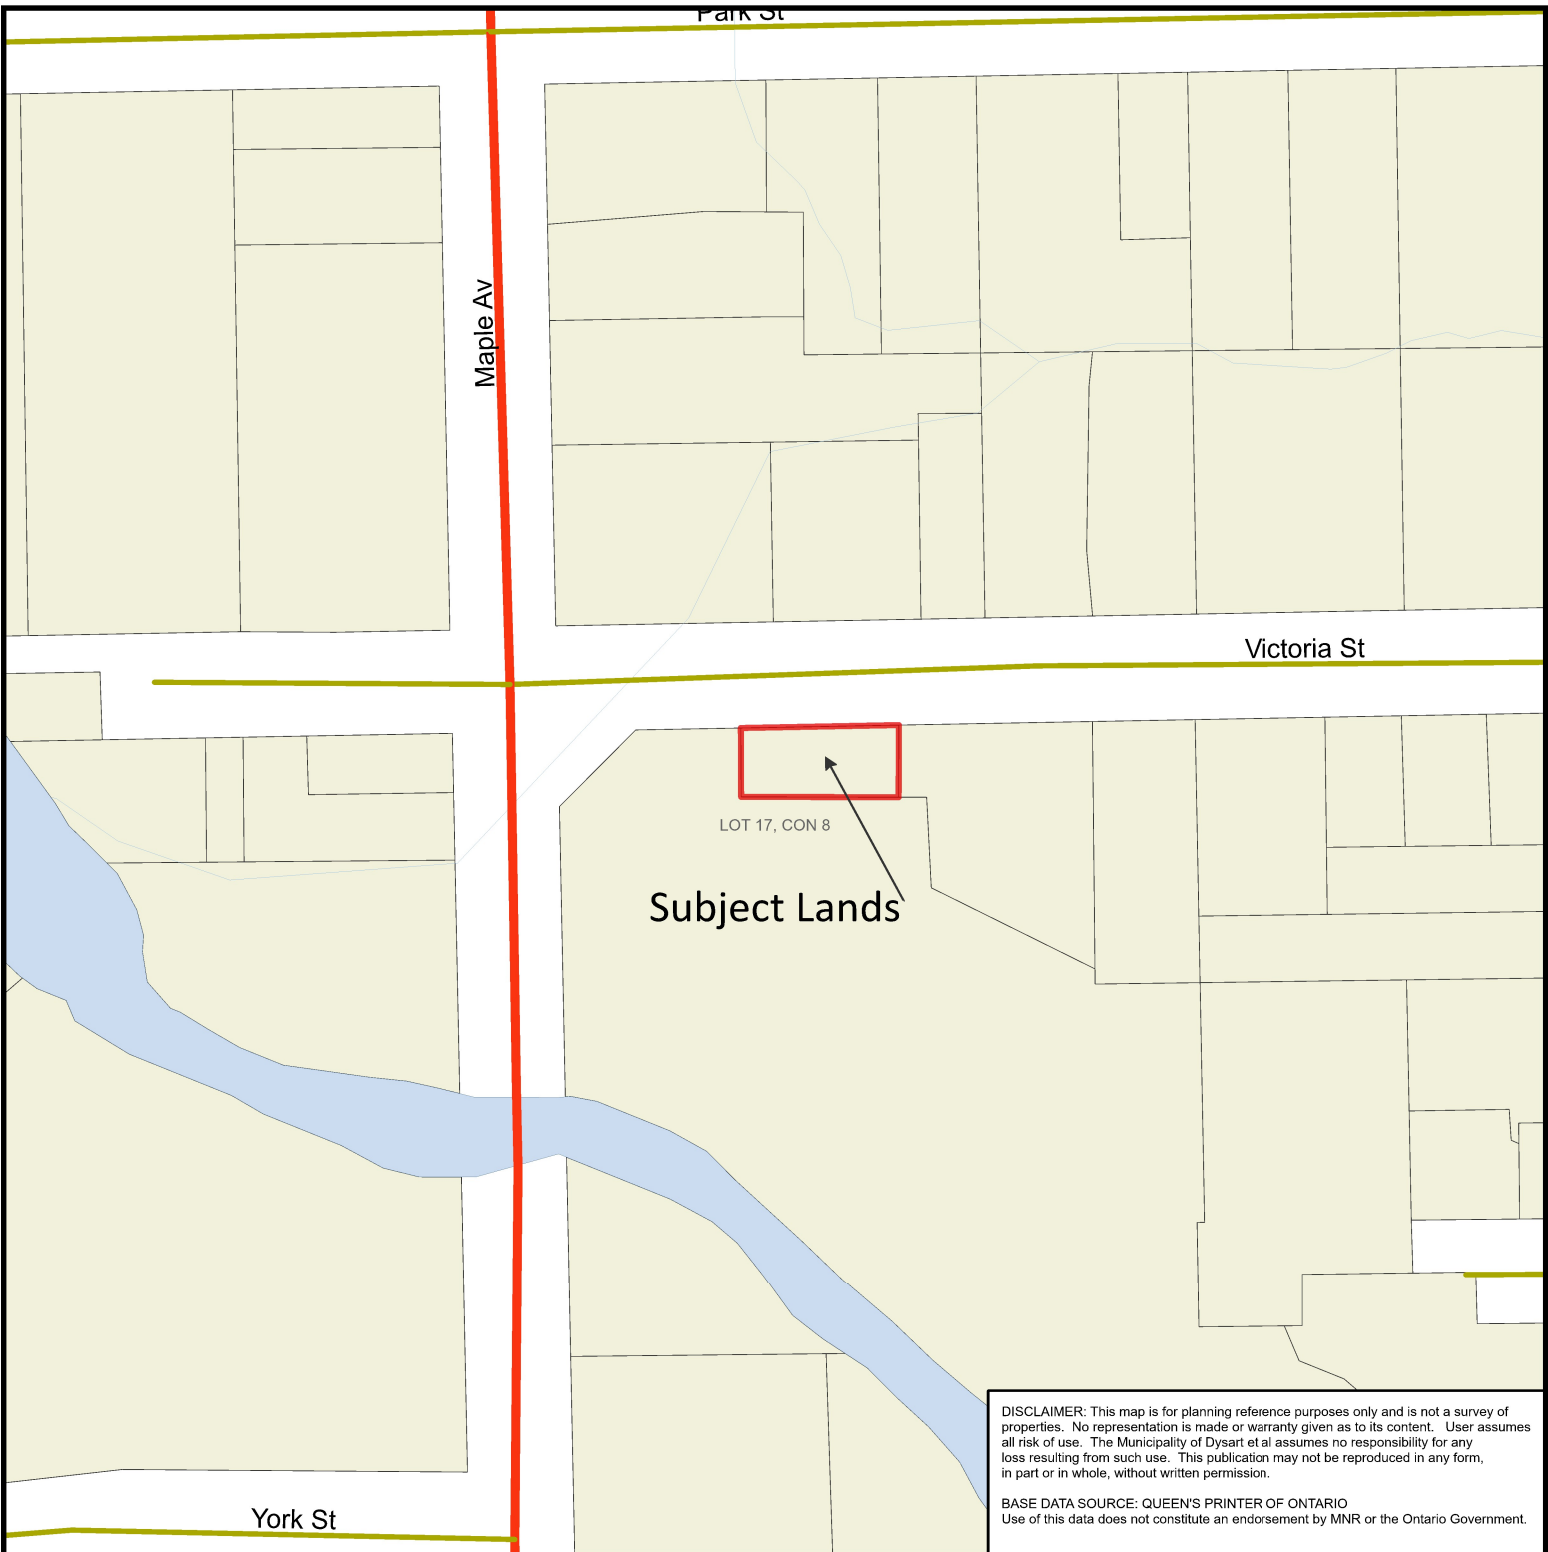 Park St
Maple Av
Victoria St
LOT 17, CON 8
Subject Lands
DISCLAIMER: This map is for planning reference purposes only and is not a survey of
properties. No representation is made or warranty given as to its content. User assumes
all risk of use. The Municipality of Dysart et al assumes no responsibility for any
loss resulting from such use. This publication may not be reproduced in any form,
in part or in whole, without written permission.
BASE DATA SOURCE: QUEEN'S PRINTER OF ONTARIO
Use of this data does not constitute an endorsement by MNR or the Ontario Government.
York St